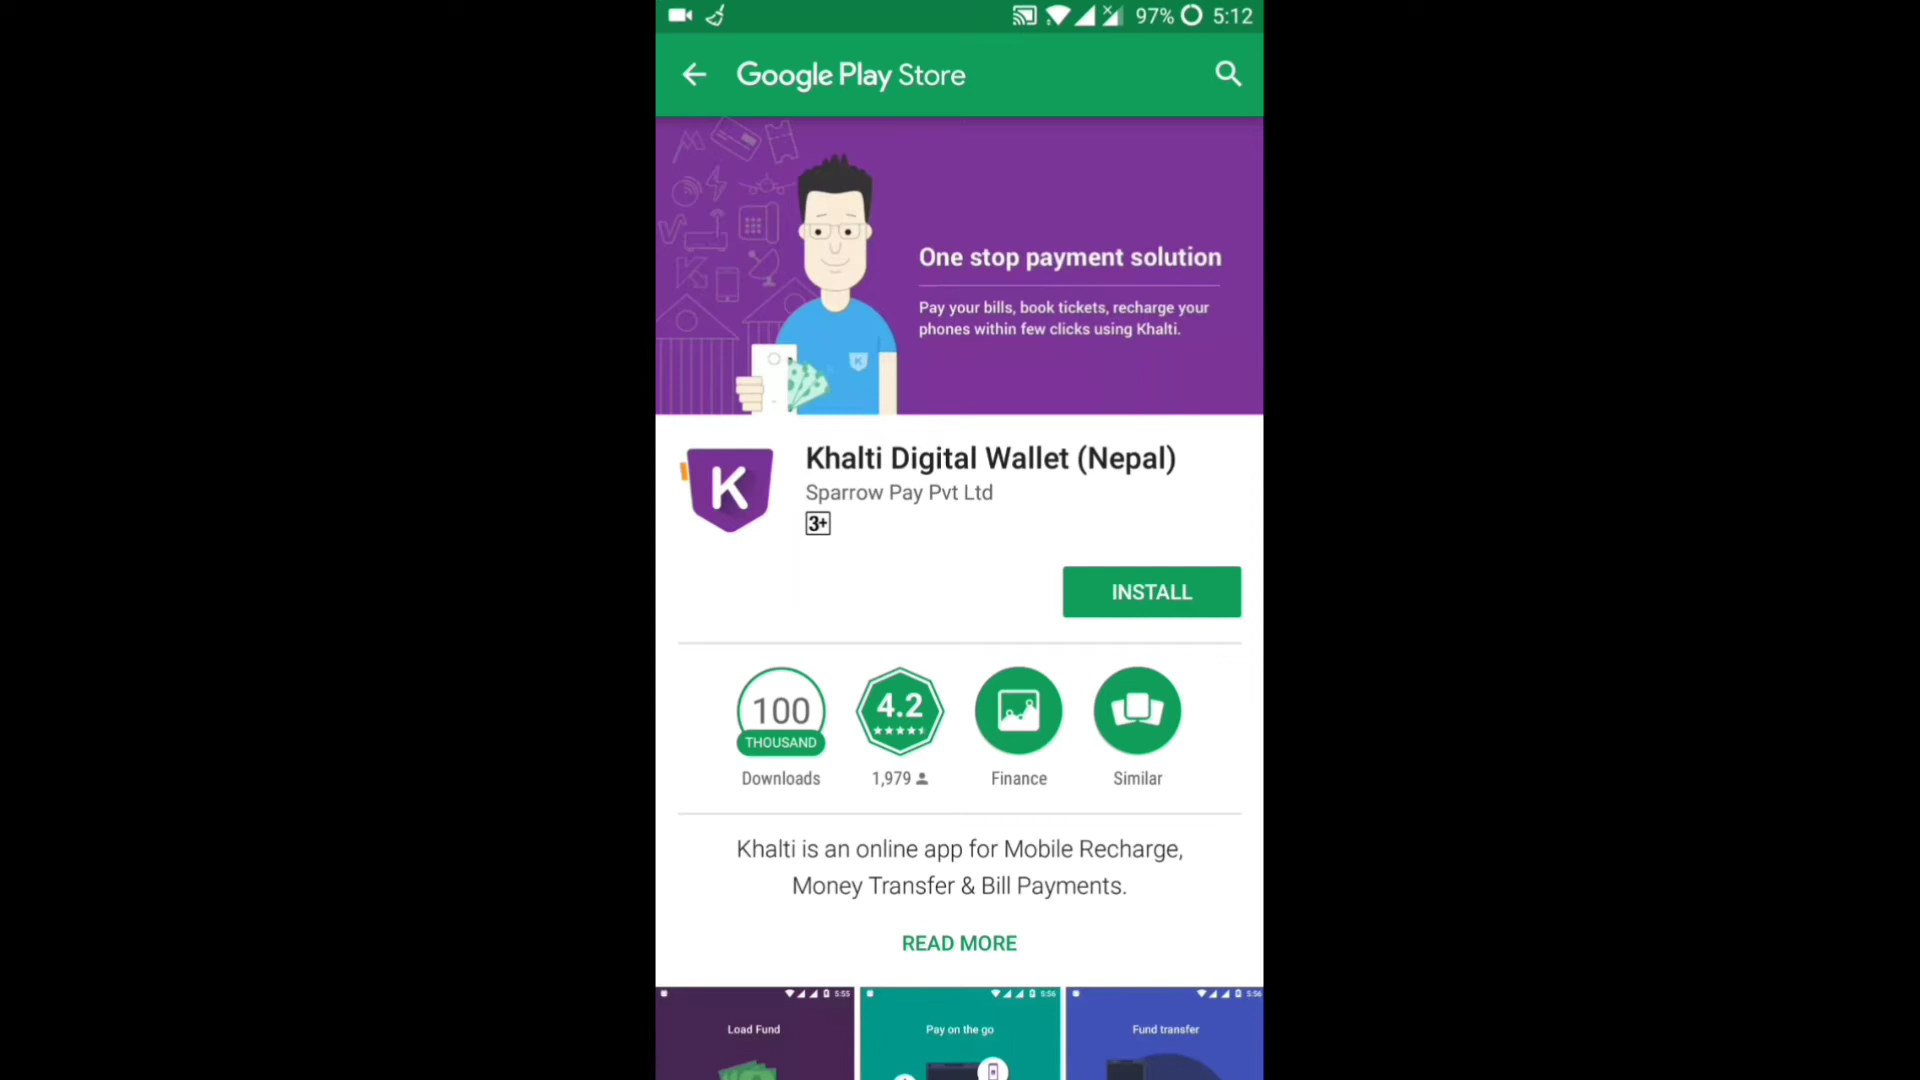 97% 5:12
Google Play Store
One stop payment solution
Pay your bills, book tickets, recharge your
phones within few clicks using Khalti.
K
K
Khalti Digital Wallet (Nepal)
Sparrow Pay Pvt Ltd
3+
INSTALL
100
THOUSAND
Downloads
4.2
1,979
Finance
Similar
Khalti is an online app for Mobile Recharge,
Money Transfer & Bill Payments.
READ MORE
5:55
Load Fund
5:56
Pay on the go
5:56
Fund transfer